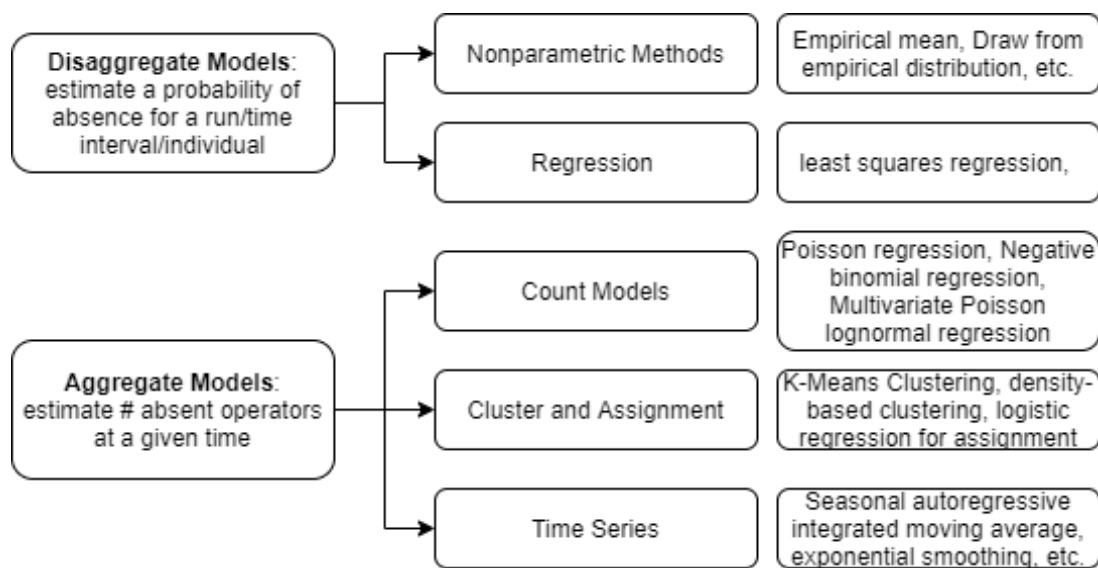 Disaggregate Models:
estimate a probability of
absence for a run/time
interval/individual
Nonparametric Methods
Empirical mean, Draw from
empirical distribution, etc.
Regression
least squares regression,
Aggregate Models:
estimate # absent operators
at a given time
Count Models
Poisson regression, Negative
binomial regression,
Multivariate Poisson
lognormal regression
Cluster and Assignment
K-Means Clustering, density-
based clustering, logistic
regression for assignment
Time Series
Seasonal autoregressive
integrated moving average,
exponential smoothing, etc.